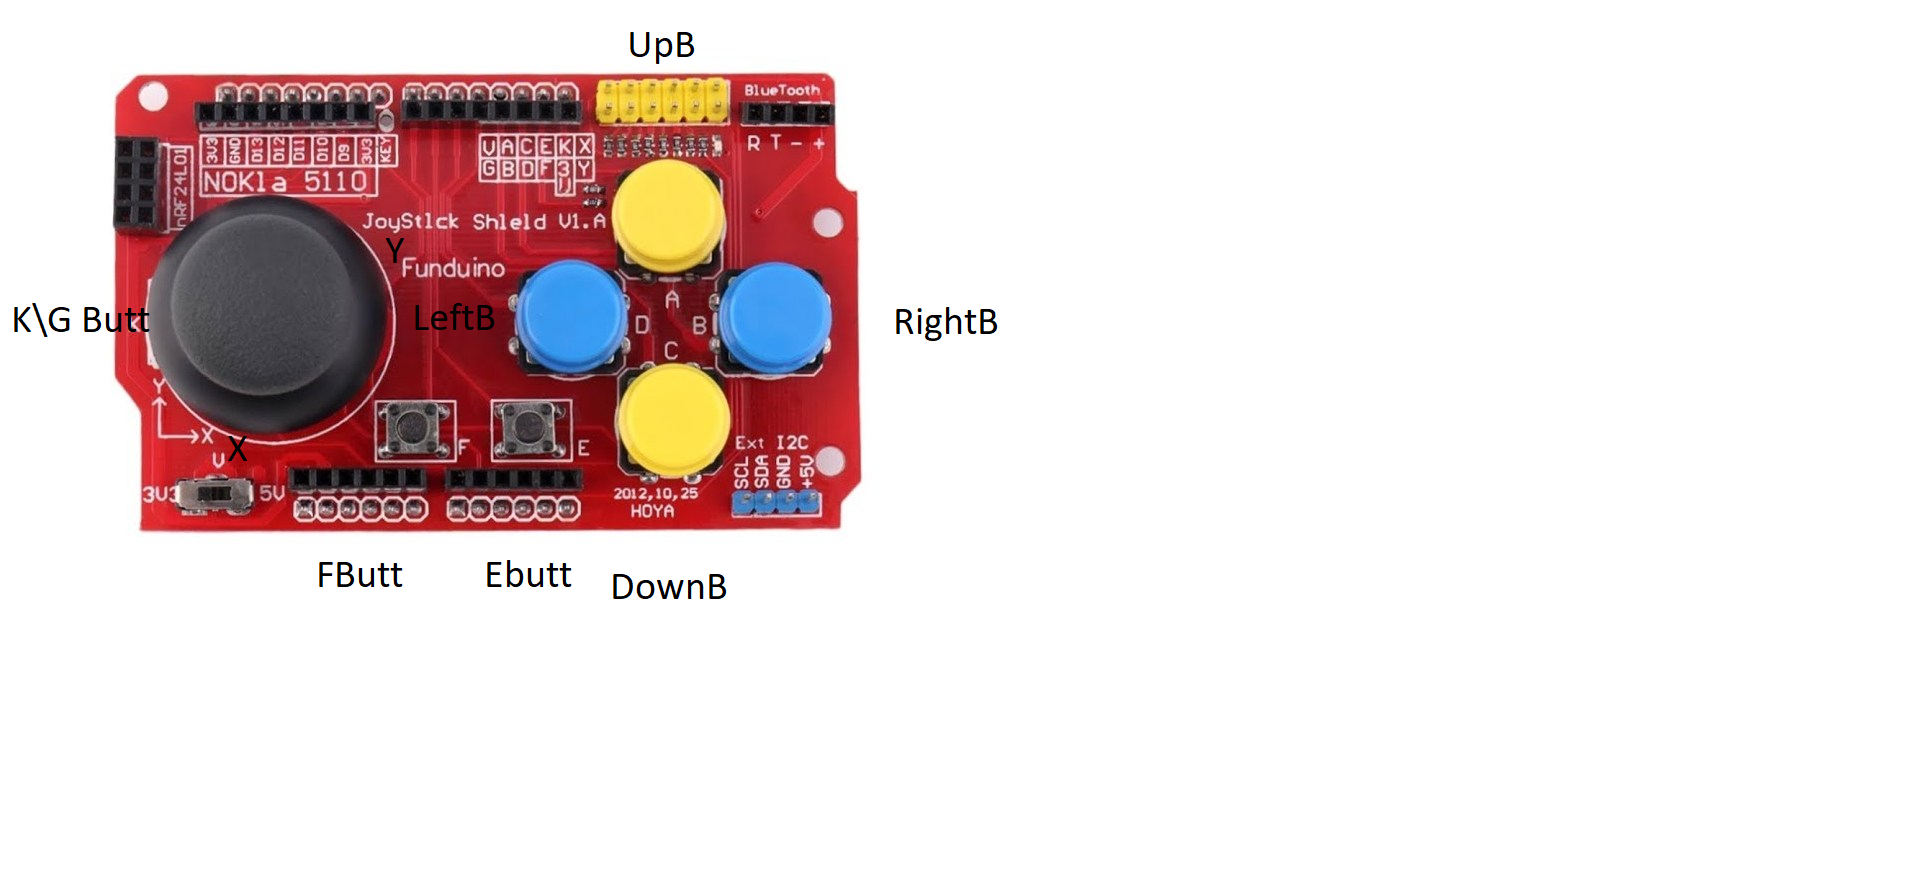 UpB
BlueTooth
R T - +
3V3 GND D13 D12 D11 D10 D9 3V3 KEY
NOKIa 5110
nRF24L01
V A C E K X
G B D F 3 Y
JoyStIck ShIeld V1.A
Y
Funduino
K\G Butt
LeftB
RightB
A
D
B
C
K
Y
X
X
V
3V3
5V
F
E
Ext I2C
SCL SDA GND +5V
2012,10,25
HOYA
FButt
Ebutt
DownB